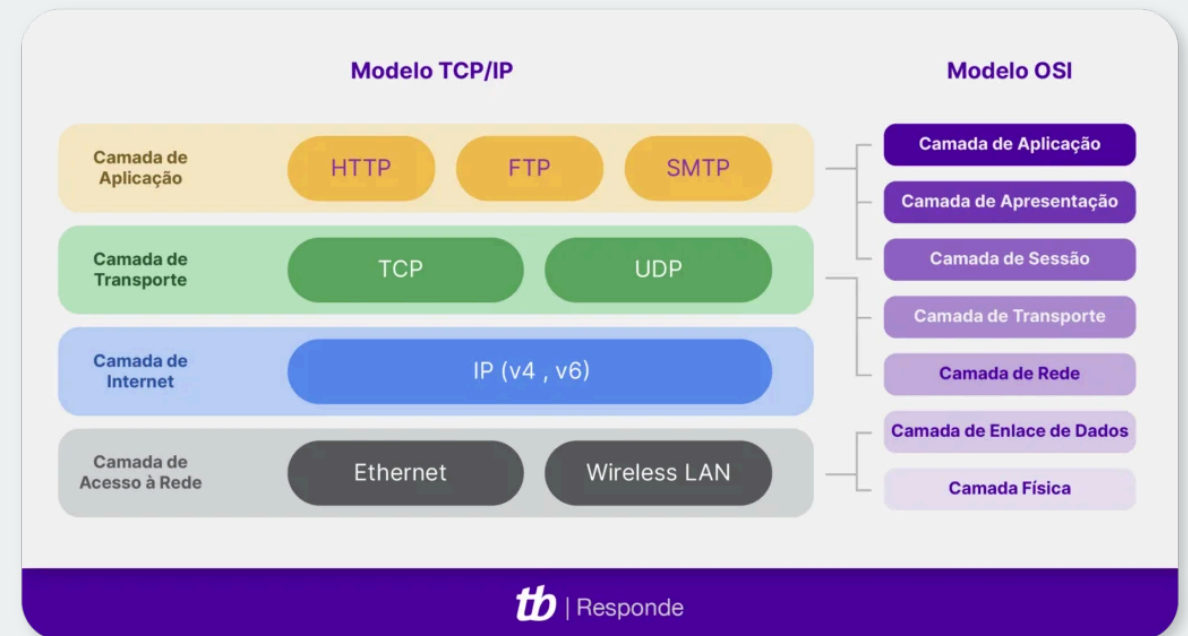 Modelo TCP/IP
Modelo OSI
Camada de
Aplicação
HTTP
FTP
SMTP
Camada de
Transporte
TCP
UDP
Camada de
Internet
IP (v4 , v6)
Camada de
Acesso à Rede
Ethernet
Wireless LAN
Camada de Aplicação
Camada de Apresentação
Camada de Sessão
Camada de Transporte
Camada de Rede
Camada de Enlace de Dados
Camada Física
tb | Responde